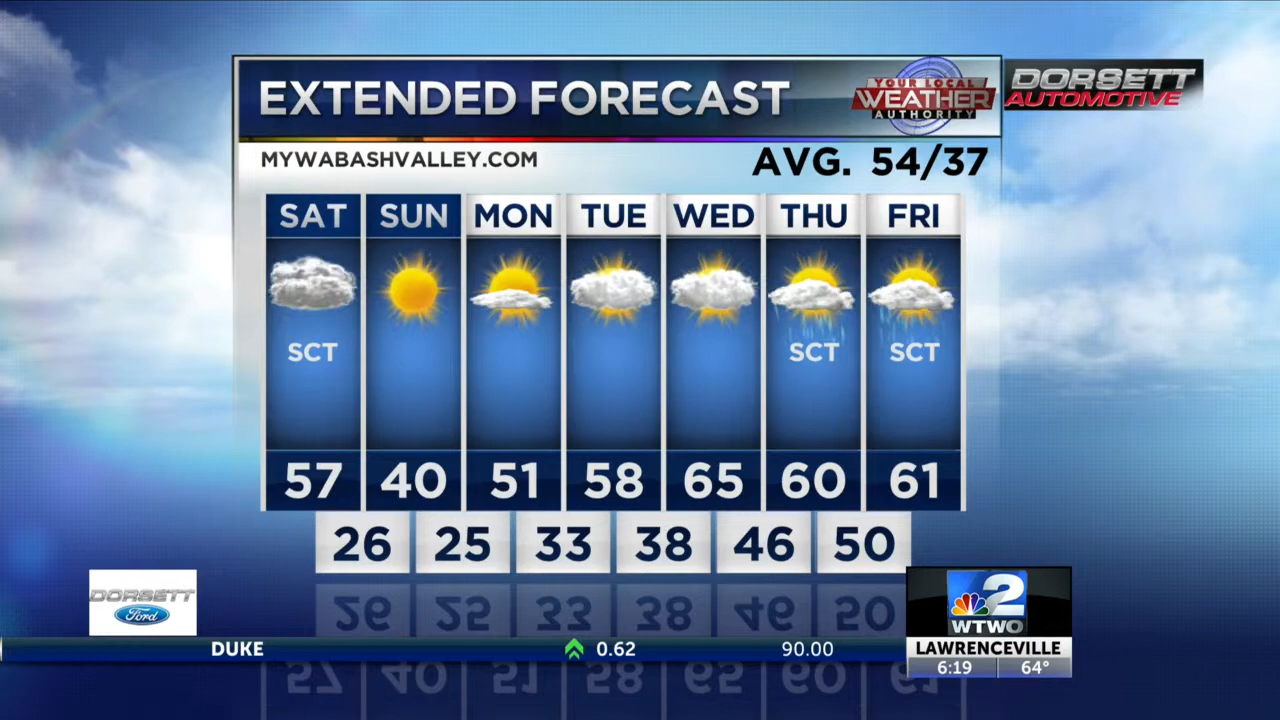 EXTENDED FORECAST
YOUR LOCAL
WEATHER
AUTHORITY
DORSETT
AUTOMOTIVE
MYWABASHVALLEY.COM
AVG. 54/37
SAT SUN MON TUE WED THU FRI
SCT SCT SCT
57 40 51 58 65 60 61
26 25 33 38 46 50
DORSETT
Ford
2
WTWO
DUKE 0.62 90.00
LAWRENCEVILLE
6:19 64°